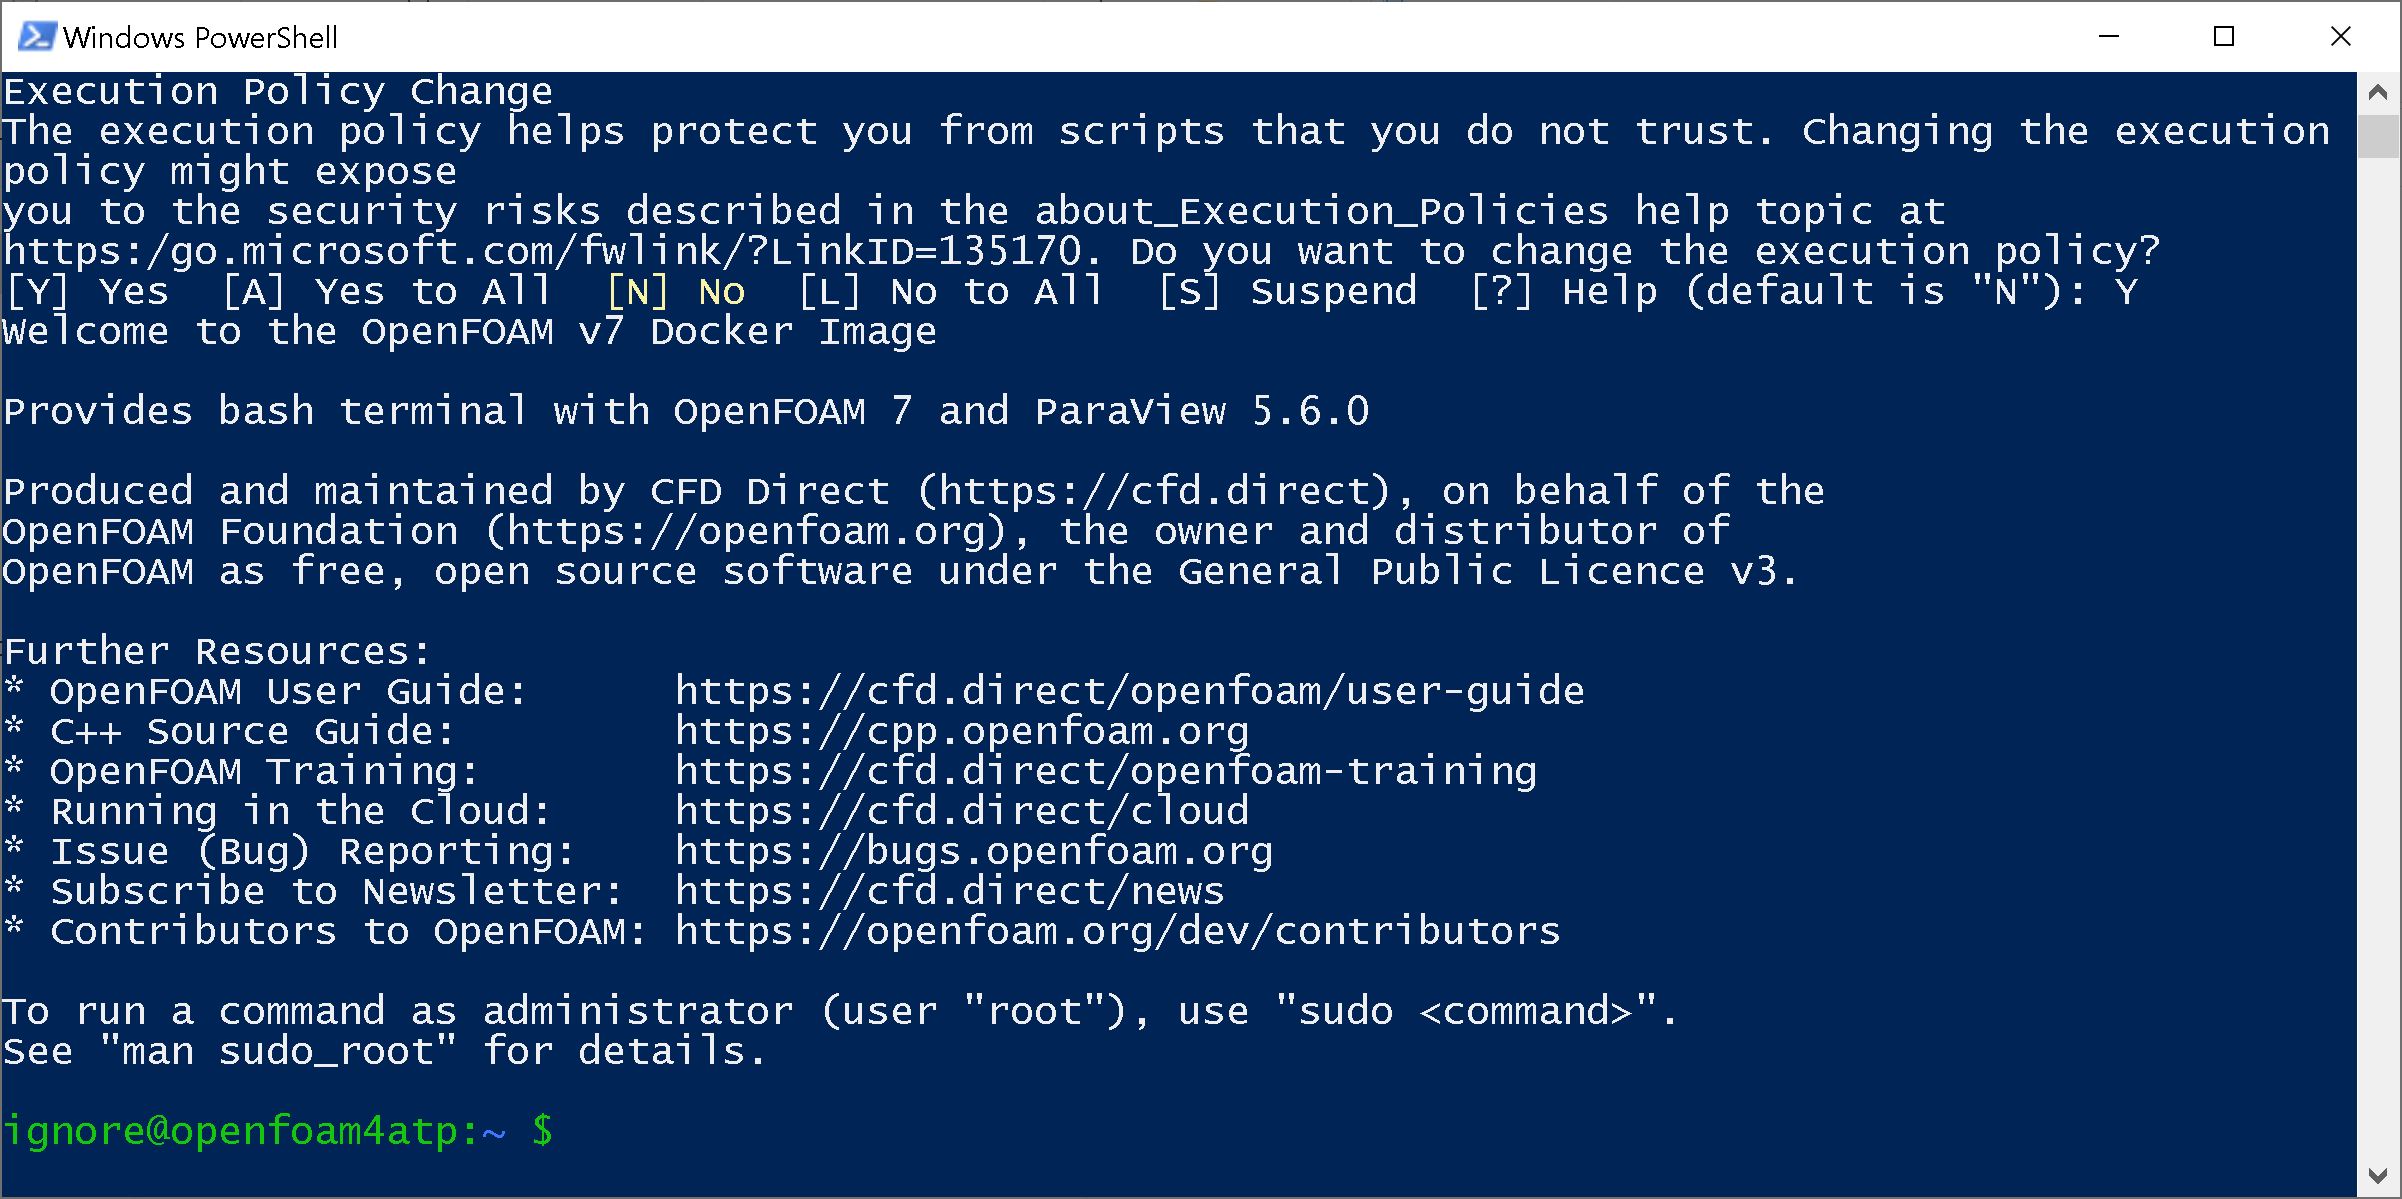 Windows PowerShell
Execution Policy Change
The execution policy helps protect you from scripts that you do not trust. Changing the execution
policy might expose
you to the security risks described in the about_Execution_Policies help topic at
https:/go.microsoft.com/fwlink/?LinkID=135170. Do you want to change the execution policy?
[Y] Yes  [A] Yes to All  [N] No  [L] No to All  [S] Suspend  [?] Help (default is "N"): Y
Welcome to the OpenFOAM v7 Docker Image
Provides bash terminal with OpenFOAM 7 and ParaView 5.6.0
Produced and maintained by CFD Direct (https://cfd.direct), on behalf of the
OpenFOAM Foundation (https://openfoam.org), the owner and distributor of
OpenFOAM as free, open source software under the General Public Licence v3.
Further Resources:
* OpenFOAM User Guide:      https://cfd.direct/openfoam/user-guide
* C++ Source Guide:         https://cpp.openfoam.org
* OpenFOAM Training:        https://cfd.direct/openfoam-training
* Running in the Cloud:     https://cfd.direct/cloud
* Issue (Bug) Reporting:    https://bugs.openfoam.org
* Subscribe to Newsletter:  https://cfd.direct/news
* Contributors to OpenFOAM: https://openfoam.org/dev/contributors
To run a command as administrator (user "root"), use "sudo <command>".
See "man sudo_root" for details.
ignore@openfoam4atp:~ $